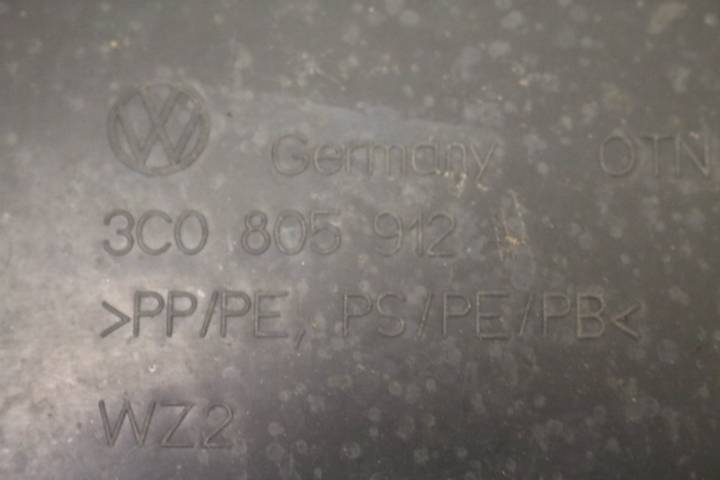 Germany OTN
3C0 805 912
>PP/PE, PS/PE/PB<
WZ2